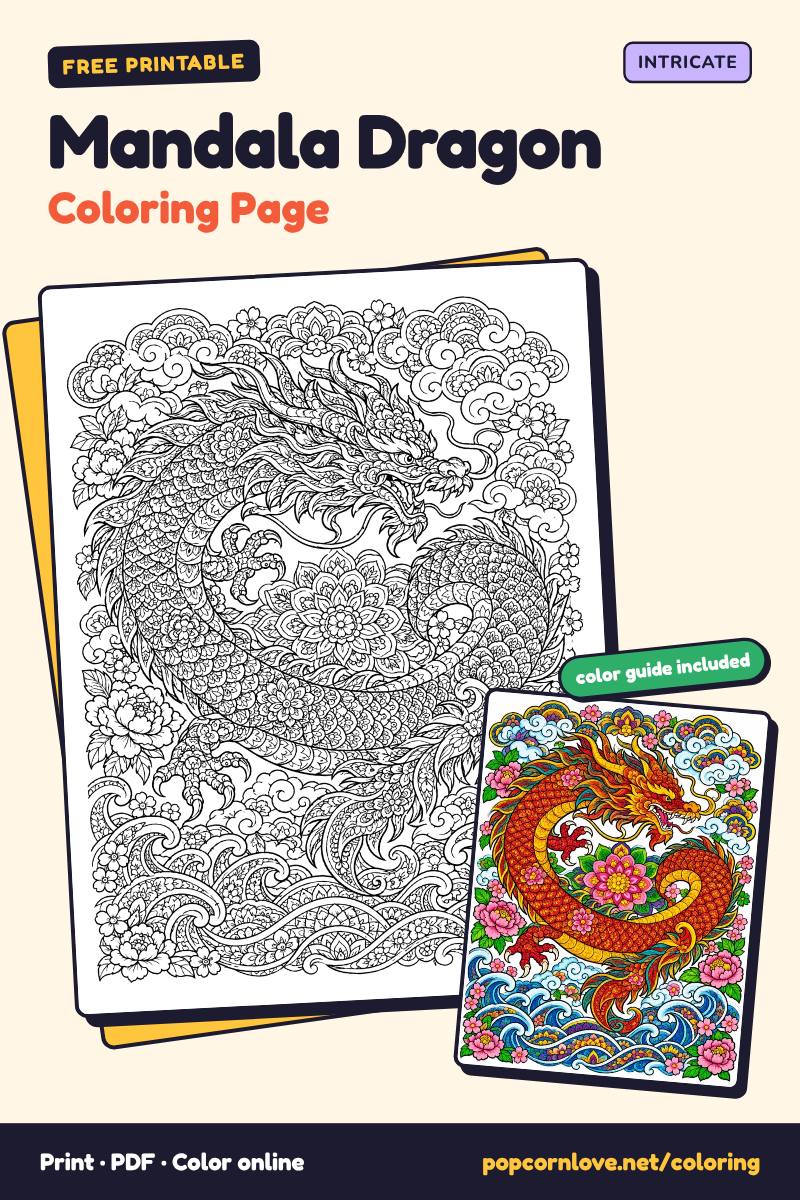 FREE PRINTABLE
INTRICATE
Mandala Dragon
Coloring Page
color guide included
Print · PDF · Color online
popcornlove.net/coloring